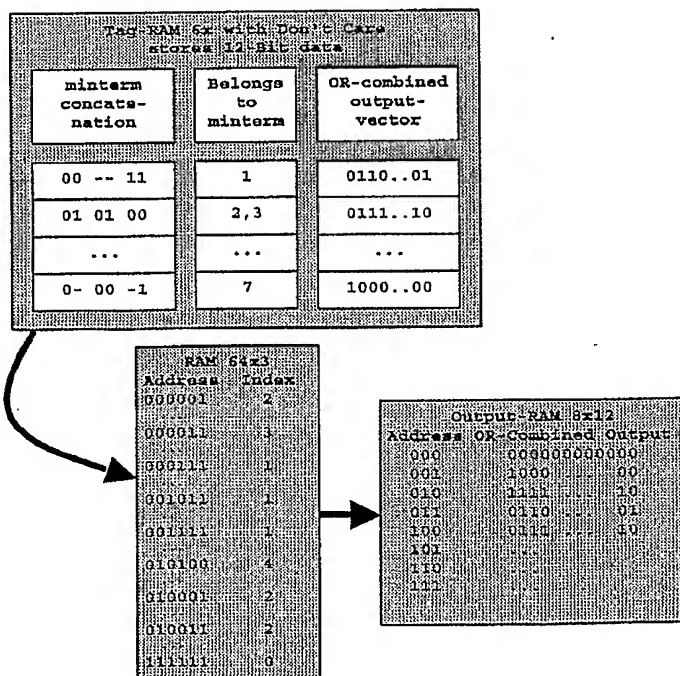 Tag-RAM 6x with Don't Care
stores 12-Bit data
minterm
concate-
nation
Belongs
to
minterm
OR-combined
output-
vector
00 -- 11 1 0110..01
01 01 00 2,3 0111..10
... ... ...
0- 00 -1 7 1000..00
RAM 64x3
Address Index
000001 2
...
000011 3
...
000111 1
...
001011 1
...
001111 1
...
010100 4
...
010001 2
...
010011 2
...
111111 0
Output-RAM 8x12
Address OR-Combined Output
000 000000000000
001 1000 ... 00
010 1111 ... 10
011 0110 ... 01
100 0110 ... 10
101 ...
110 ...
111 ...